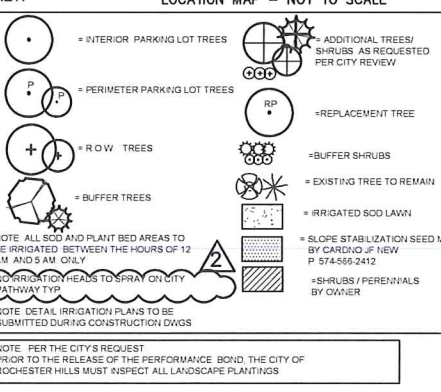 LOCATION MAP - NOT TO SCALE
= INTERIOR PARKING LOT TREES
P
P
= PERIMETER PARKING LOT TREES
= R O W TREES
= BUFFER TREES
NOTE ALL SOD AND PLANT BED AREAS TO
BE IRRIGATED BETWEEN THE HOURS OF 12
AM AND 5 AM ONLY
2
NO IRRIGATION HEADS TO SPRAY ON CITY
PATHWAY TYP
NOTE DETAIL IRRIGATION PLANS TO BE
SUBMITTED DURING CONSTRUCTION DWGS
= ADDITIONAL TREES/
SHRUBS AS REQUESTED
PER CITY REVIEW
RP
=REPLACEMENT TREE
=BUFFER SHRUBS
= EXISTING TREE TO REMAIN
= IRRIGATED SOD LAWN
= SLOPE STABILIZATION SEED M
BY CARDNO JF NEW
P 574-566-2412
=SHRUBS / PERENNIALS
BY OWNER
NOTE PER THE CITY'S REQUEST
PRIOR TO THE RELEASE OF THE PERFORMANCE BOND, THE CITY OF
ROCHESTER HILLS MUST INSPECT ALL LANDSCAPE PLANTINGS